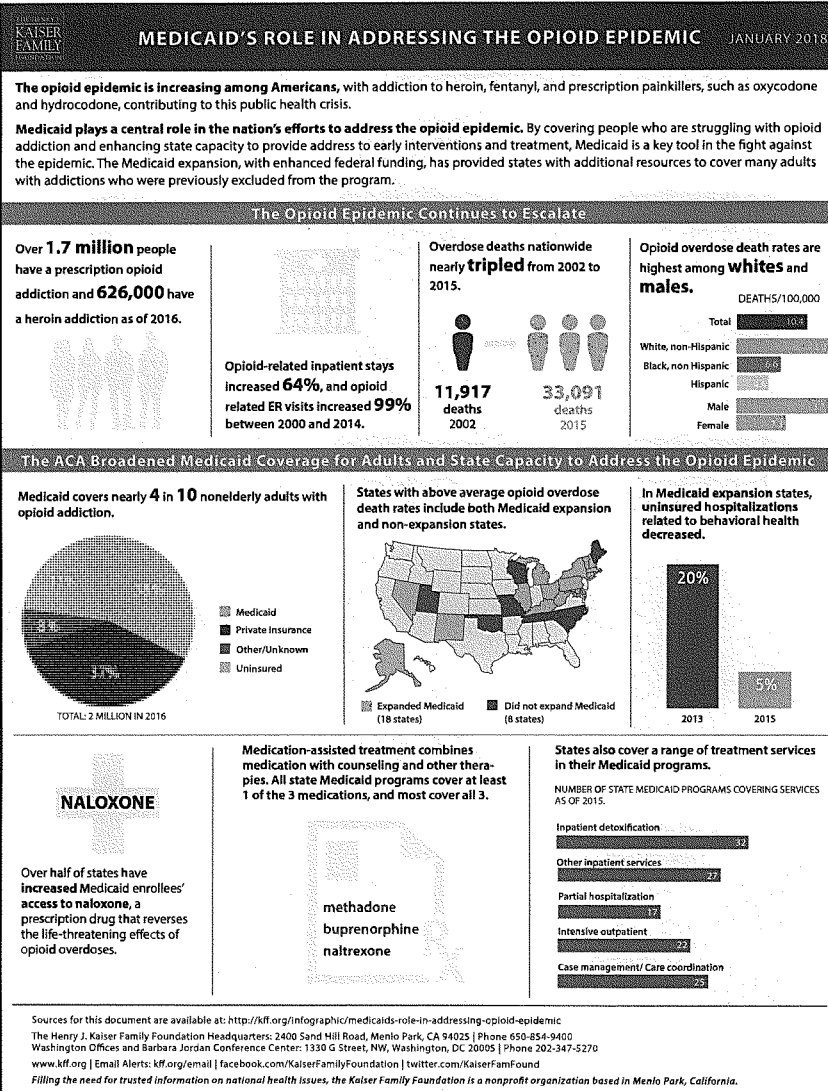 THE HENRY J.
KAISER
FAMILY
FOUNDATION
MEDICAID'S ROLE IN ADDRESSING THE OPIOID EPIDEMIC
JANUARY 2018
The opioid epidemic is increasing among Americans, with addiction to heroin, fentanyl, and prescription painkillers, such as oxycodone
and hydrocodone, contributing to this public health crisis.
Medicaid plays a central role in the nation's efforts to address the opioid epidemic. By covering people who are struggling with opioid
addiction and enhancing state capacity to provide address to early interventions and treatment, Medicaid is a key tool in the fight against
the epidemic. The Medicaid expansion, with enhanced federal funding, has provided states with additional resources to cover many adults
with addictions who were previously excluded from the program.
The Opioid Epidemic Continues to Escalate
Over 1.7 million people
have a prescription opioid
addiction and 626,000 have
a heroin addiction as of 2016.
Opioid-related inpatient stays
increased 64%, and opioid
related ER visits increased 99%
between 2000 and 2014.
Overdose deaths nationwide
nearly tripled from 2002 to
2015.
11,917
deaths
2002
33,091
deaths
2015
Opioid overdose death rates are
highest among whites and
males.
DEATHS/100,000
Total
10.4
White, non-Hispanic
Black, non Hispanic
6.6
Hispanic
Male
Female
The ACA Broadened Medicaid Coverage for Adults and State Capacity to Address the Opioid Epidemic
Medicaid covers nearly 4 in 10 nonelderly adults with
opioid addiction.
8%
37%
Medicaid
Private Insurance
Other/Unknown
Uninsured
TOTAL: 2 MILLION IN 2016
States with above average opioid overdose
death rates include both Medicaid expansion
and non-expansion states.
Expanded Medicaid
(18 states)
Did not expand Medicaid
(8 states)
In Medicaid expansion states,
uninsured hospitalizations
related to behavioral health
decreased.
20%
5%
2013
2015
NALOXONE
Over half of states have
increased Medicaid enrollees'
access to naloxone, a
prescription drug that reverses
the life-threatening effects of
opioid overdoses.
Medication-assisted treatment combines
medication with counseling and other thera-
pies. All state Medicaid programs cover at least
1 of the 3 medications, and most cover all 3.
methadone
buprenorphine
naltrexone
Rx
States also cover a range of treatment services
in their Medicaid programs.
NUMBER OF STATE MEDICAID PROGRAMS COVERING SERVICES
AS OF 2015.
Inpatient detoxification
32
Other inpatient services
27
Partial hospitalization
17
Intensive outpatient
22
Case management/ Care coordination
25
Sources for this document are available at: http://kff.org/infographic/medicaids-role-in-addressing-opioid-epidemic
The Henry J. Kaiser Family Foundation Headquarters: 2400 Sand Hill Road, Menlo Park, CA 94025 | Phone 650-854-9400
Washington Offices and Barbara Jordan Conference Center: 1330 G Street, NW, Washington, DC 20005 | Phone 202-347-5270
www.kff.org | Email Alerts: kff.org/email | facebook.com/KaiserFamilyFoundation | twitter.com/KaiserFamFound
Filling the need for trusted information on national health issues, the Kaiser Family Foundation is a nonprofit organization based in Menlo Park, California.